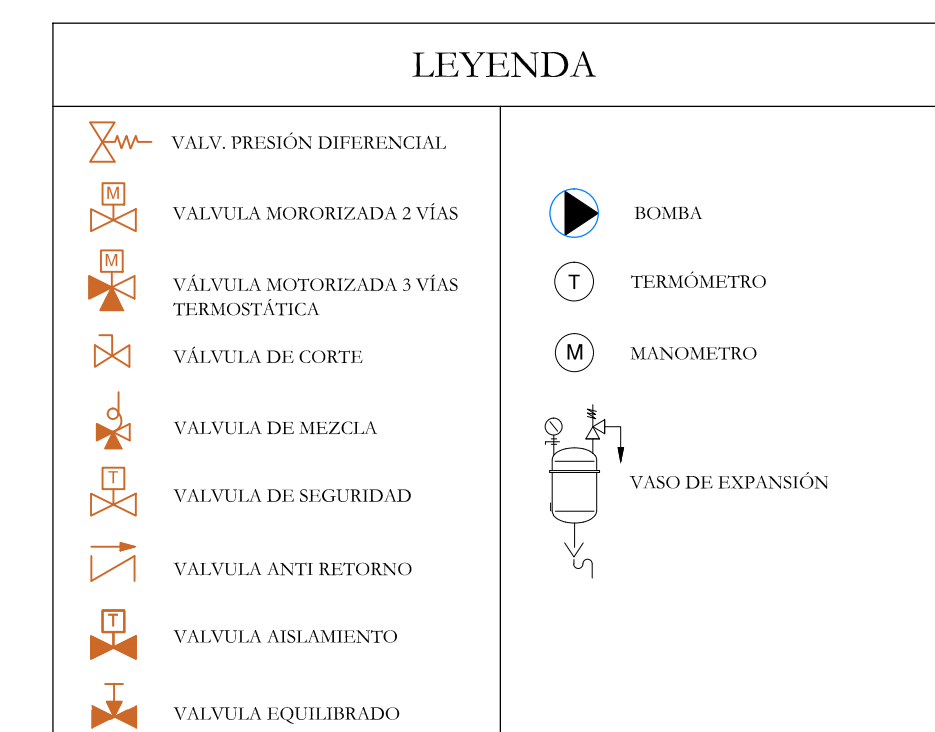 LEYENDA
VALV. PRESIÓN DIFERENCIAL
M
VALVULA MORORIZADA 2 VÍAS
M
VÁLVULA MOTORIZADA 3 VÍAS
TERMOSTÁTICA
VÁLVULA DE CORTE
VALVULA DE MEZCLA
T
VALVULA DE SEGURIDAD
VALVULA ANTI RETORNO
T
VALVULA AISLAMIENTO
VALVULA EQUILIBRADO
BOMBA
T
TERMÓMETRO
M
MANOMETRO
VASO DE EXPANSIÓN